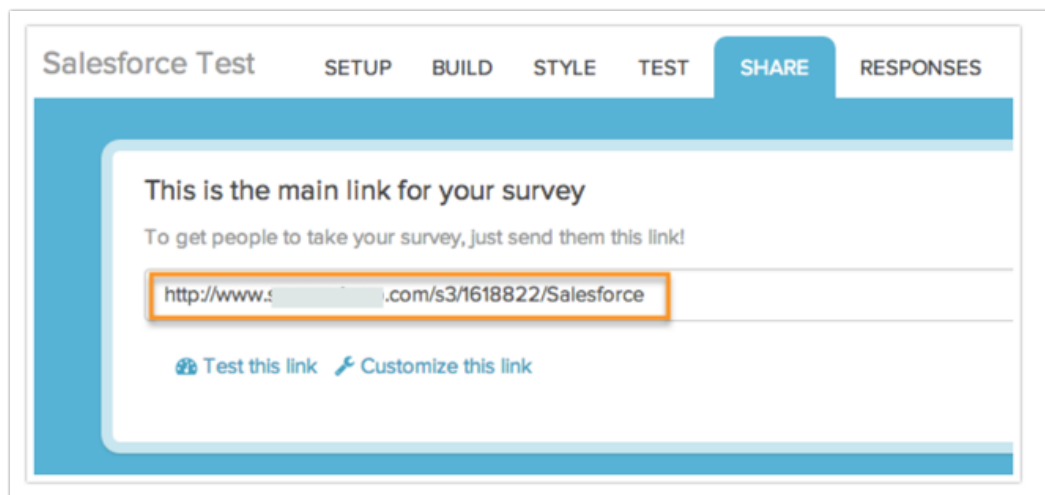 Salesforce Test SETUP BUILD STYLE TEST SHARE RESPONSES
This is the main link for your survey
To get people to take your survey, just send them this link!
http://www.s .com/s3/1618822/Salesforce
Test this link Customize this link